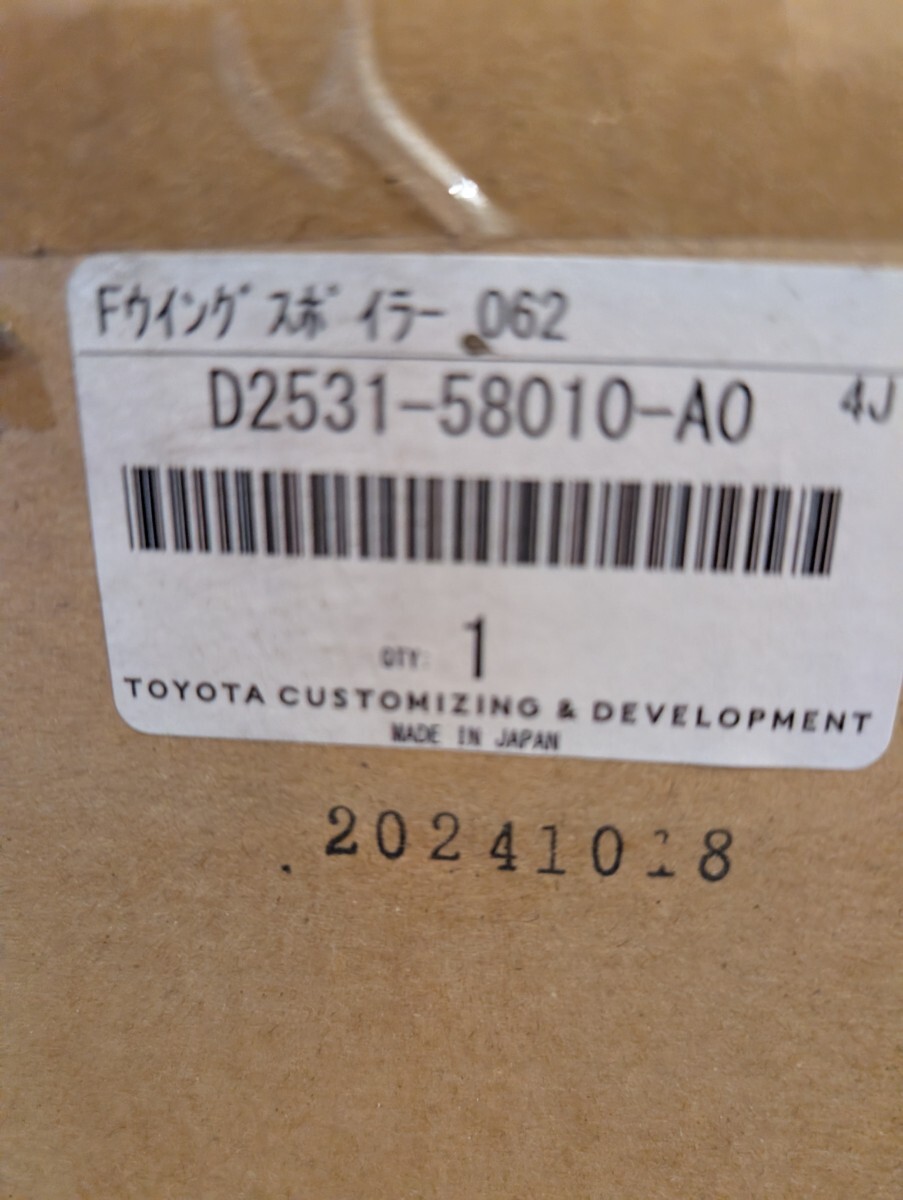 Fｳｲﾝｸﾞｽﾎﾟｲﾗｰ 062
D2531-58010-A0 4J
QTY: 1
TOYOTA CUSTOMIZING & DEVELOPMENT
MADE IN JAPAN
20241018